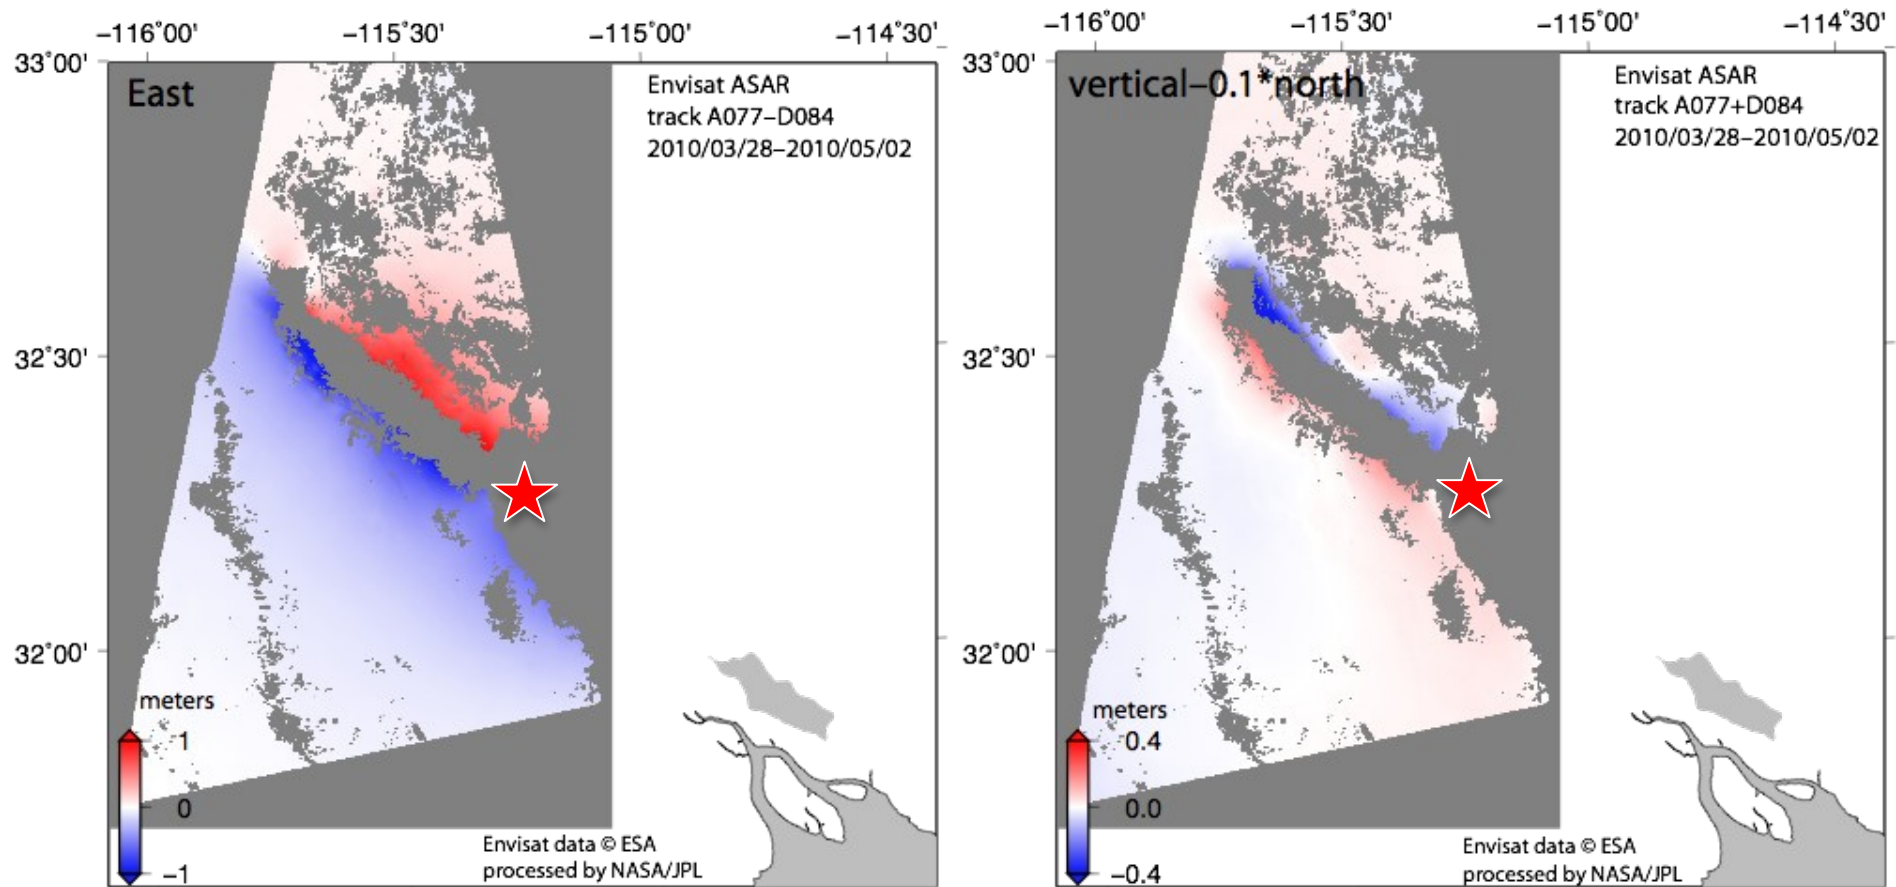 −116˚00' −115˚30' −115˚00' −114˚30'
33˚00'
32˚30'
32˚00'
East
Envisat ASAR
track A077−D084
2010/03/28−2010/05/02
meters
1
0
−1
Envisat data © ESA
processed by NASA/JPL
−116˚00' −115˚30' −115˚00' −114˚30'
33˚00'
32˚30'
32˚00'
vertical−0.1*north
Envisat ASAR
track A077+D084
2010/03/28−2010/05/02
meters
0.4
0.0
−0.4
Envisat data © ESA
processed by NASA/JPL